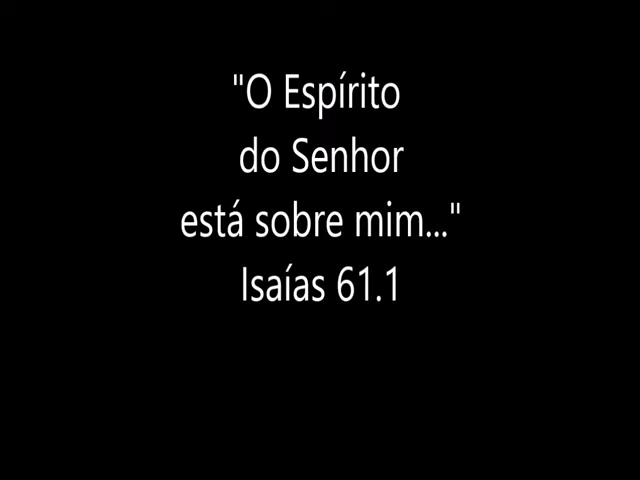 "O Espírito
do Senhor
está sobre mim..."
Isaías 61.1